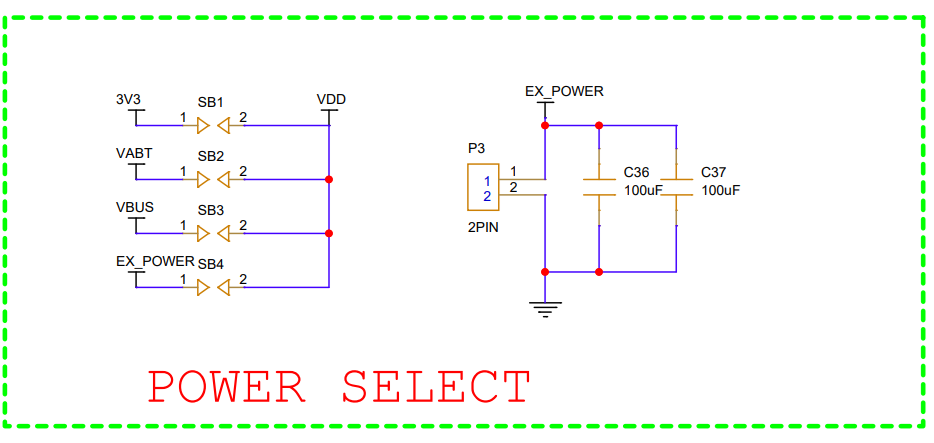 3V3
SB1
VDD
1
2
VABT
SB2
1
2
VBUS
SB3
1
2
EX_POWER
SB4
1
2
EX_POWER
P3
1
2
1
2
2PIN
C36
100uF
C37
100uF
POWER SELECT